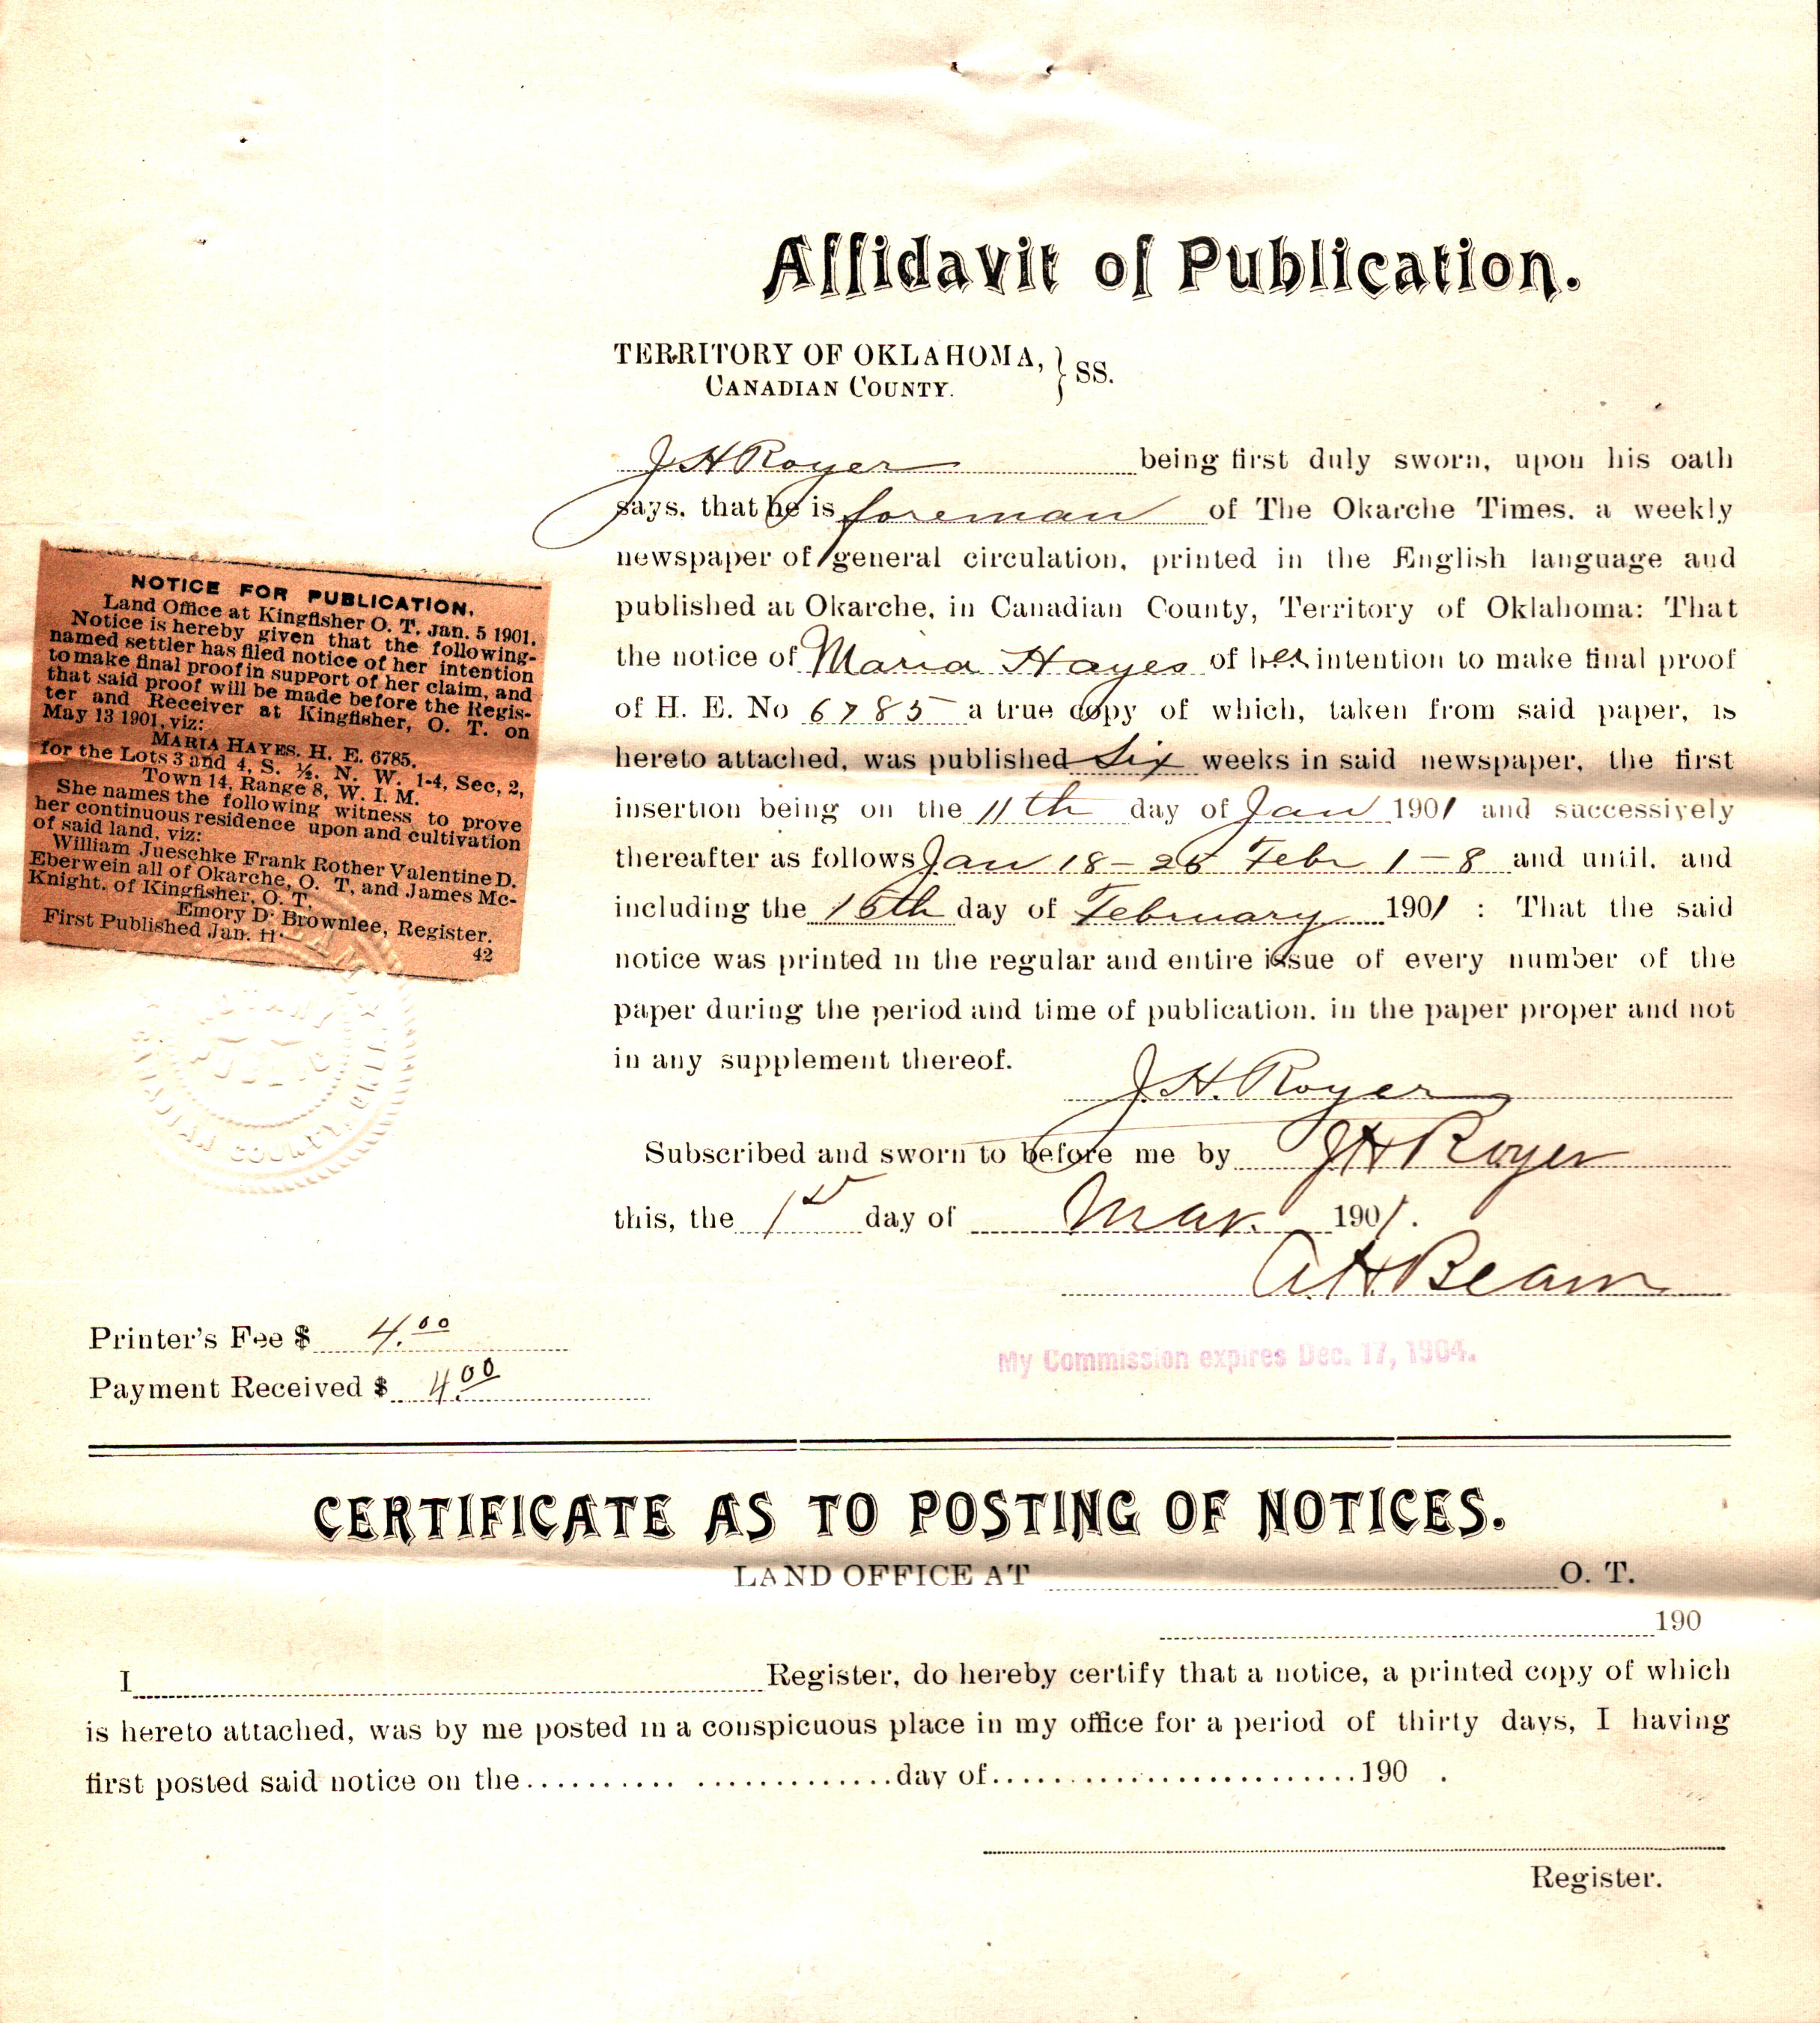 Affidavit of Publication.
TERRITORY OF OKLAHOMA, } SS.
CANADIAN COUNTY.
J H Royer being first duly sworn, upon his oath
says, that he is foreman of The Okarche Times, a weekly
newspaper of general circulation, printed in the English language and
published at Okarche, in Canadian County, Territory of Oklahoma: That
the notice of Maria Hayes of her intention to make final proof
of H. E. No 6785 a true copy of which, taken from said paper, is
hereto attached, was published Six weeks in said newspaper, the first
insertion being on the 11th day of Jan 1901 and successively
thereafter as follows Jan 18 - 25 Febr 1 - 8 and until, and
including the 15th day of February 1901 : That the said
notice was printed in the regular and entire issue of every number of the
paper during the period and time of publication, in the paper proper and not
in any supplement thereof.
J. H. Royer
Subscribed and sworn to before me by J H Royer
this, the 1st day of Mar. 1901.
A H Beam
My Commission expires Dec. 17, 1904.
NOTICE FOR PUBLICATION.
Land Office at Kingfisher O. T. Jan. 5 1901.
Notice is hereby given that the following-
named settler has filed notice of her intention
to make final proof in support of her claim, and
that said proof will be made before the Regis-
ter and Receiver at Kingfisher, O. T. on
May 13 1901, viz:
MARIA HAYES. H. E. 6785.
for the Lots 3 and 4, S. ½. N. W. 1-4, Sec, 2,
Town 14, Range 8, W. I. M.
She names the following witness to prove
her continuous residence upon and cultivation
of said land, viz:
William Jueschke Frank Rother Valentine D.
Eberwein all of Okarche, O. T, and James Mc-
Knight, of Kingfisher, O. T.
Emory D. Brownlee, Register.
First Published Jan. 11.
42
NOTARY
PUBLIC
CANADIAN COUNTY,
Printer's Fee $ 4.00
Payment Received $ 4.00
CERTIFICATE AS TO POSTING OF NOTICES.
LAND OFFICE AT O. T.
190
I Register, do hereby certify that a notice, a printed copy of which
is hereto attached, was by me posted in a conspicuous place in my office for a period of thirty days, I having
first posted said notice on the day of 190 .
Register.